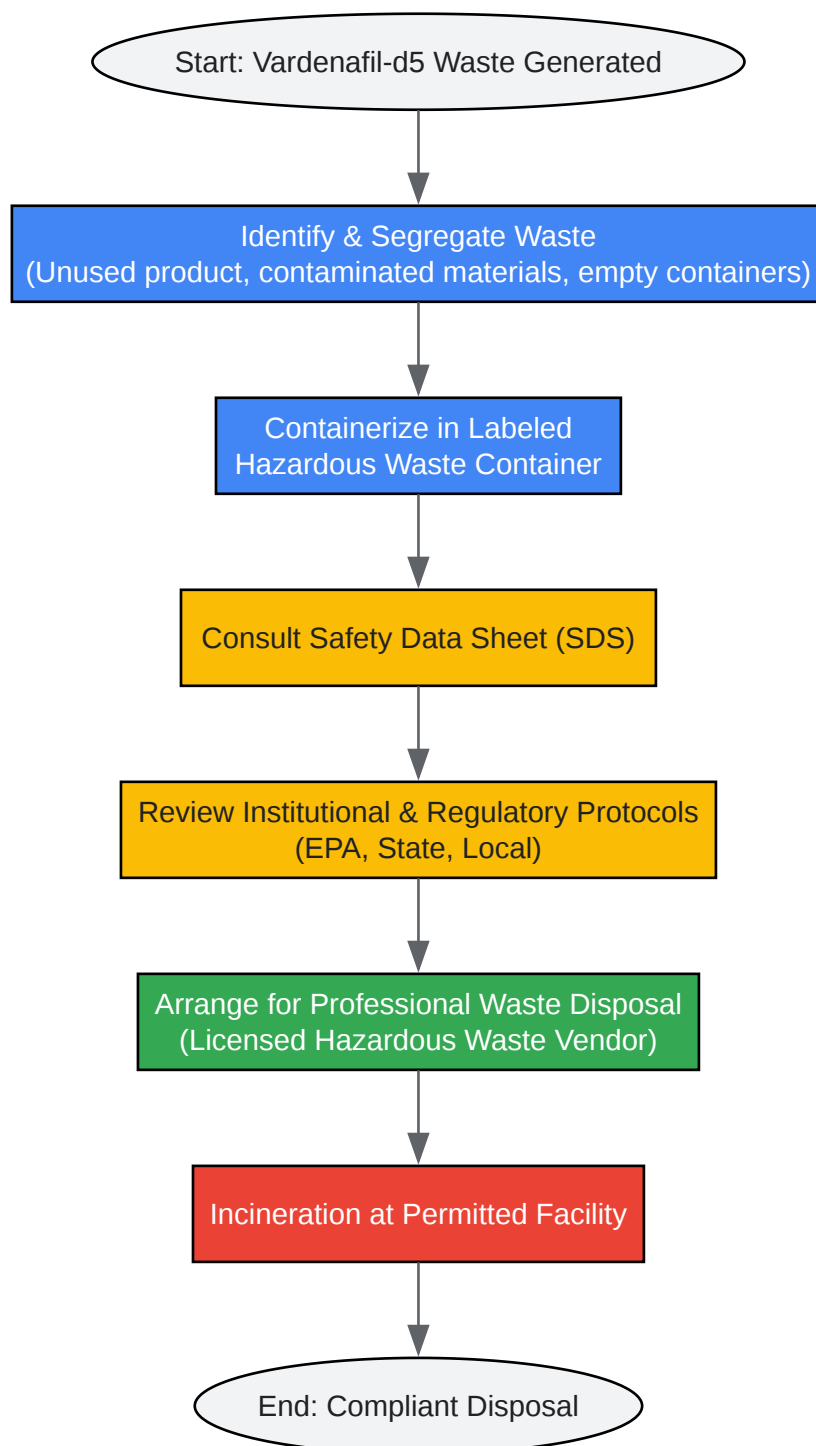 Start: Vardenafil-d5 Waste Generated
Identify & Segregate Waste
(Unused product, contaminated materials, empty containers)
Containerize in Labeled
Hazardous Waste Container
Consult Safety Data Sheet (SDS)
Review Institutional & Regulatory Protocols
(EPA, State, Local)
Arrange for Professional Waste Disposal
(Licensed Hazardous Waste Vendor)
Incineration at Permitted Facility
End: Compliant Disposal